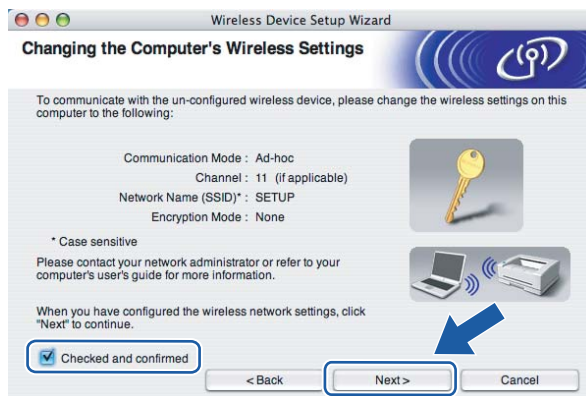 Wireless Device Setup Wizard
Changing the Computer's Wireless Settings
To communicate with the un-configured wireless device, please change the wireless settings on this
computer to the following:
Communication Mode : Ad-hoc
Channel : 11 (if applicable)
Network Name (SSID)* : SETUP
Encryption Mode : None
* Case sensitive
Please contact your network administrator or refer to your
computer's user's guide for more information.
When you have configured the wireless network settings, click
"Next" to continue.
Checked and confirmed
< Back
Next >
Cancel